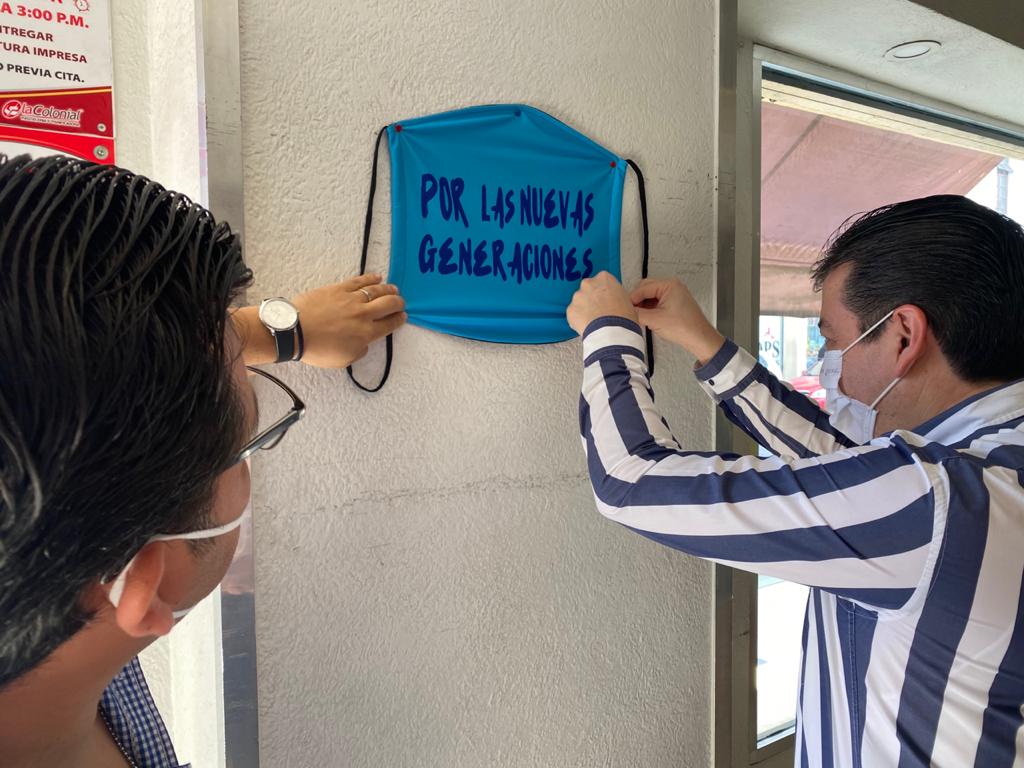 A 3:00 P.M.
NTREGAR
TURA IMPRESA
O PREVIA CITA.
laColonial
POR LAS NUEVAS
GENERACIONES